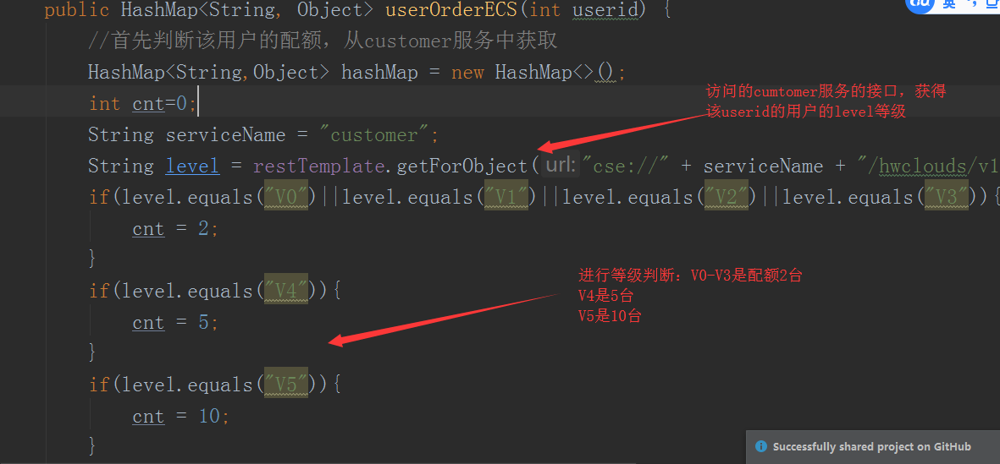 public HashMap<String, Object> userOrderECS(int userid) {
//首先判断该用户的配额，从customer服务中获取
HashMap<String,Object> hashMap = new HashMap<>();
int cnt=0;
访问的cumtomer服务的接口，获得
该userid的用户的level等级
String serviceName = "customer";
String level = restTemplate.getForObject( url: "cse://" + serviceName + "/hwclouds/v1
if(level.equals("V0")||level.equals("V1")||level.equals("V2")||level.equals("V3")){
cnt = 2;
}
进行等级判断：V0-V3是配额2台
V4是5台
V5是10台
if(level.equals("V4")){
cnt = 5;
}
if(level.equals("V5")){
cnt = 10;
}
Successfully shared project on GitHub